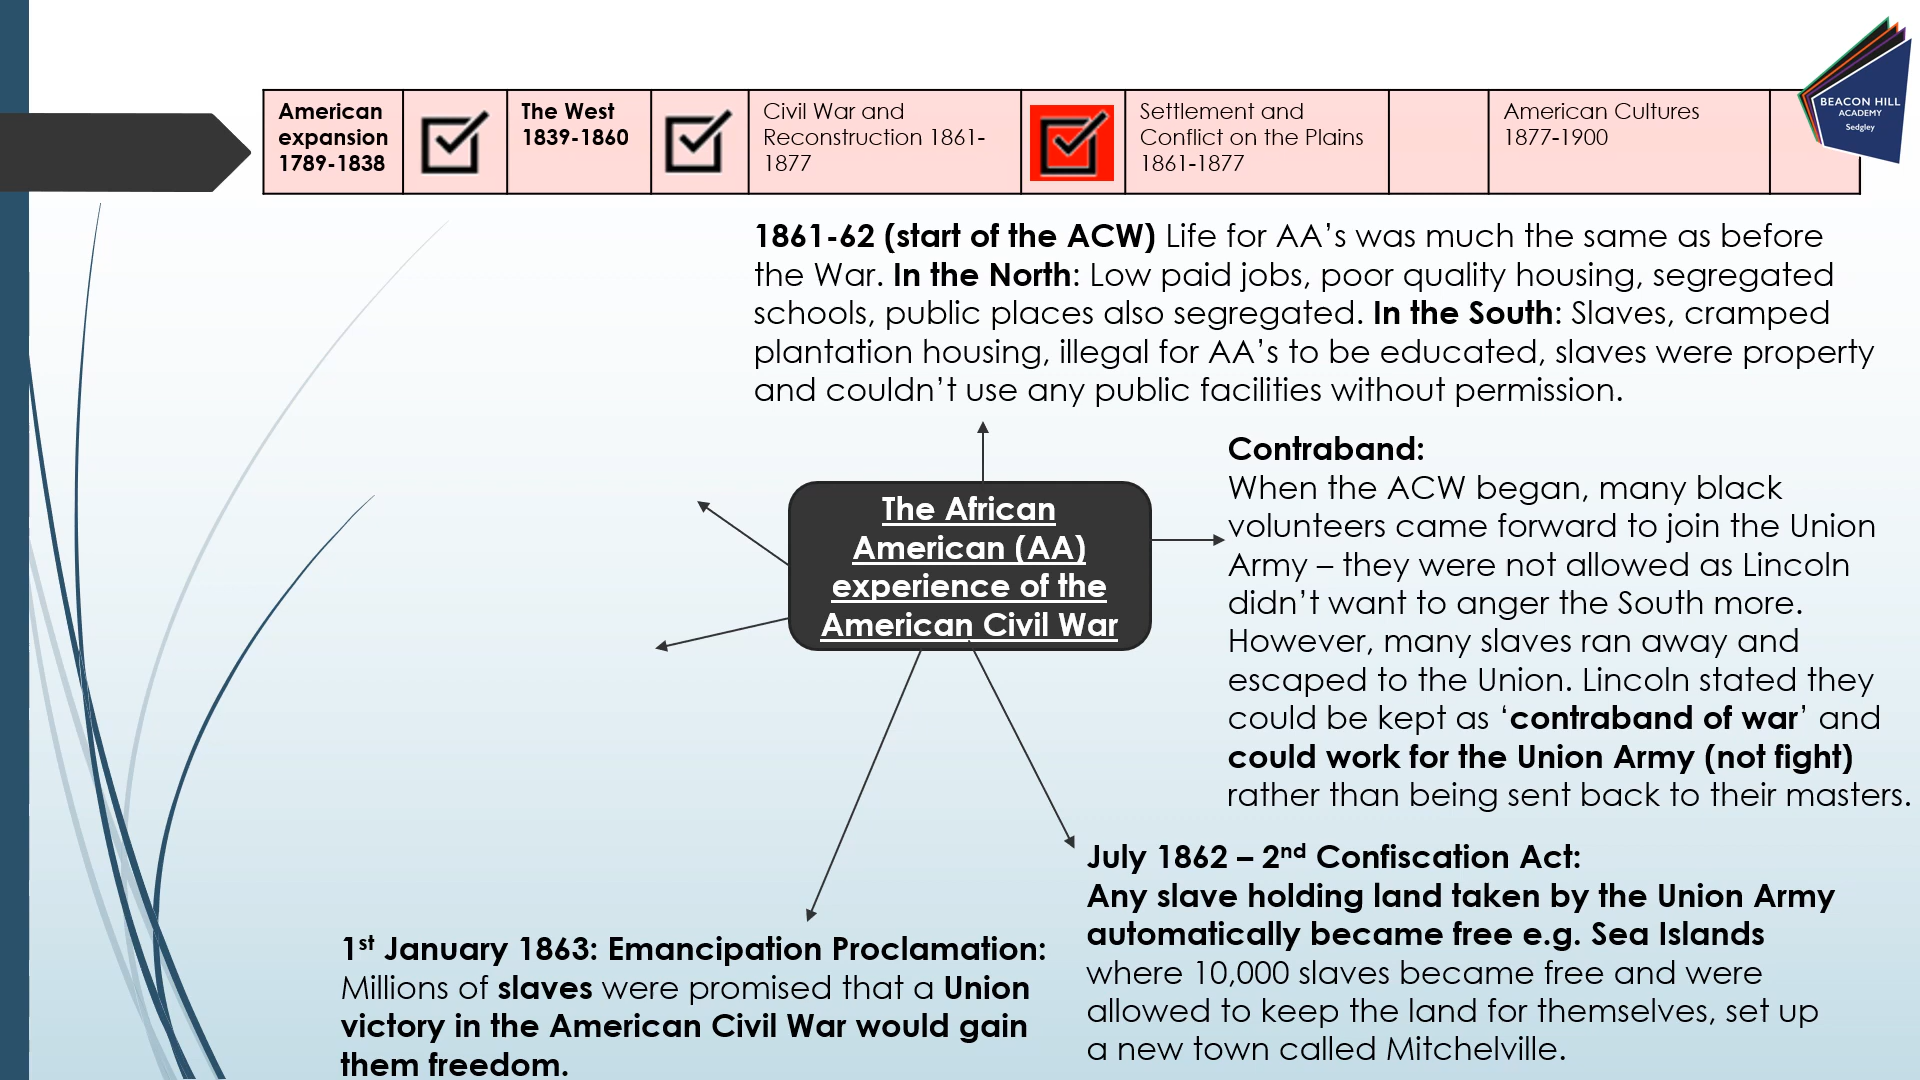 American
expansion
1789-1838
The West
1839-1860
Civil War and
Reconstruction 1861-
1877
Settlement and
Conflict on the Plains
1861-1877
American Cultures
1877-1900
BEACON HILL
ACADEMY
Sedgley
1861-62 (start of the ACW) Life for AA’s was much the same as before
the War. In the North: Low paid jobs, poor quality housing, segregated
schools, public places also segregated. In the South: Slaves, cramped
plantation housing, illegal for AA’s to be educated, slaves were property
and couldn’t use any public facilities without permission.
The African
American (AA)
experience of the
American Civil War
Contraband:
When the ACW began, many black
volunteers came forward to join the Union
Army – they were not allowed as Lincoln
didn’t want to anger the South more.
However, many slaves ran away and
escaped to the Union. Lincoln stated they
could be kept as ‘contraband of war’ and
could work for the Union Army (not fight)
rather than being sent back to their masters.
July 1862 – 2nd Confiscation Act:
Any slave holding land taken by the Union Army
automatically became free e.g. Sea Islands
where 10,000 slaves became free and were
allowed to keep the land for themselves, set up
a new town called Mitchelville.
1st January 1863: Emancipation Proclamation:
Millions of slaves were promised that a Union
victory in the American Civil War would gain
them freedom.